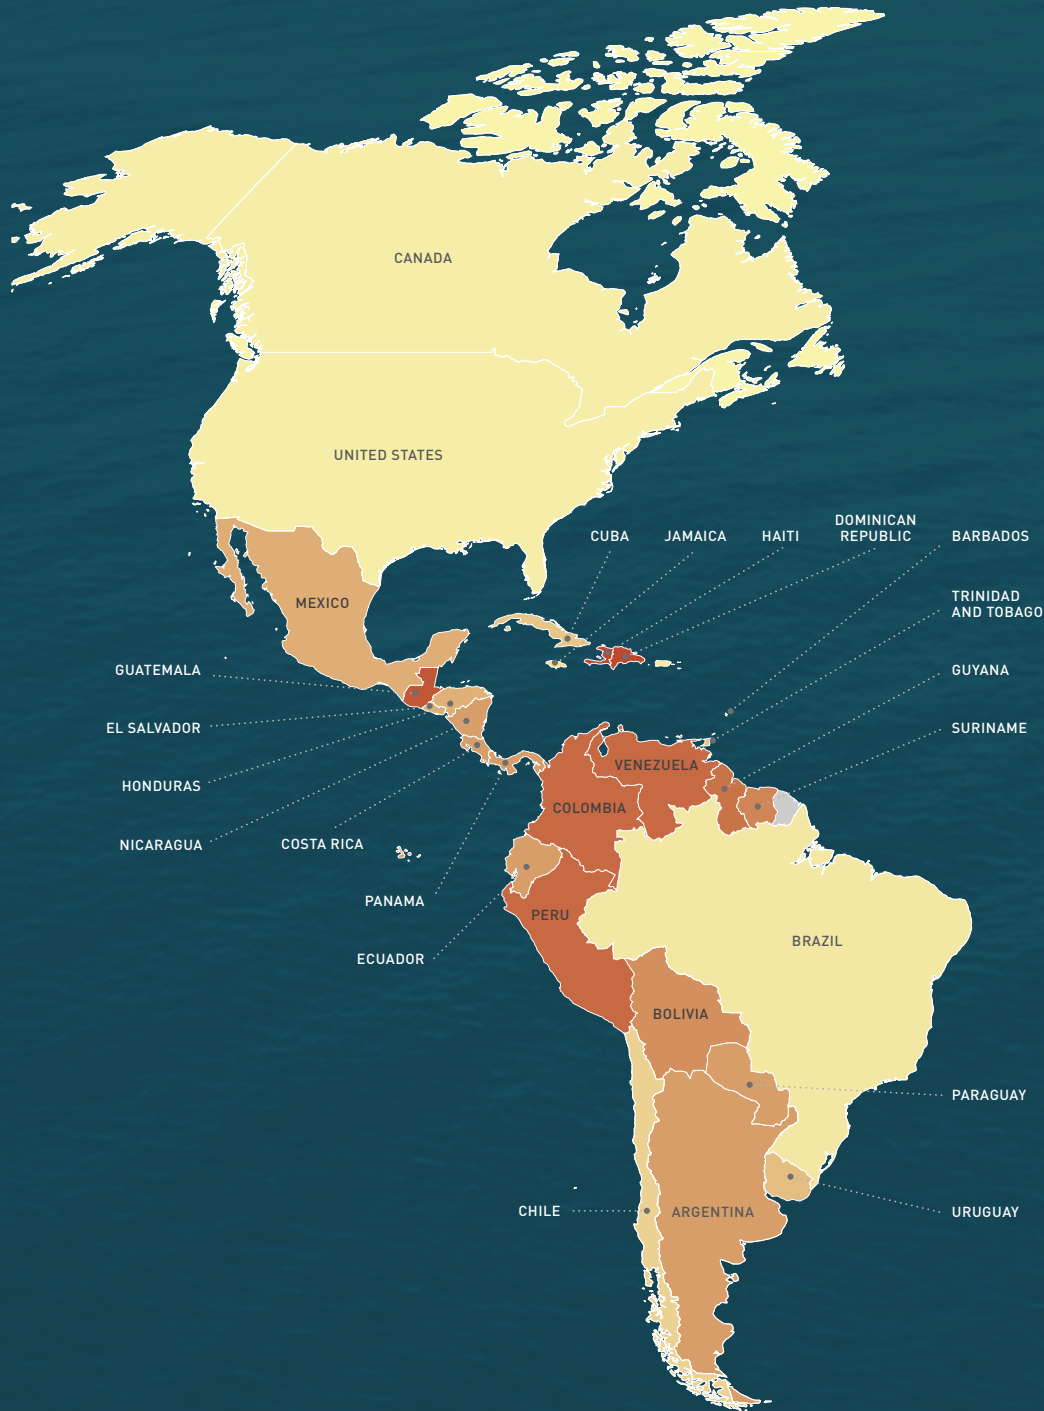 CANADA
UNITED STATES
CUBA
JAMAICA
HAITI
DOMINICAN
REPUBLIC
BARBADOS
MEXICO
TRINIDAD
AND TOBAGO
GUATEMALA
GUYANA
EL SALVADOR
SURINAME
VENEZUELA
HONDURAS
COLOMBIA
NICARAGUA
COSTA RICA
PANAMA
PERU
BRAZIL
ECUADOR
BOLIVIA
PARAGUAY
CHILE
ARGENTINA
URUGUAY